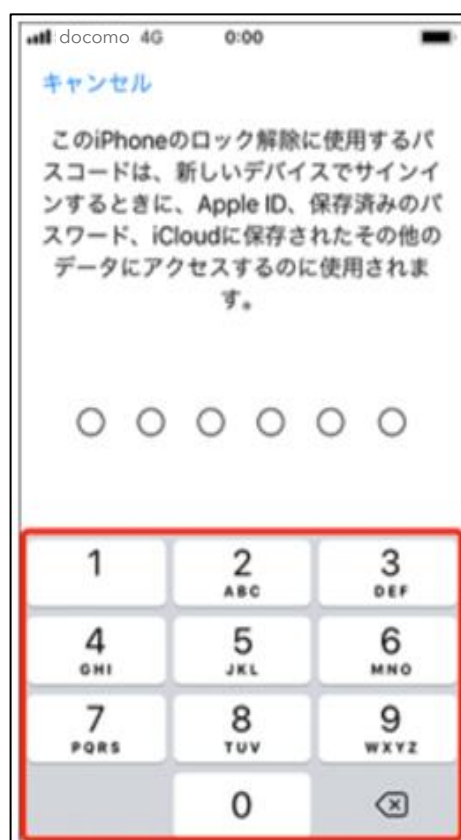 docomo 4G 0:00
キャンセル
このiPhoneのロック解除に使用するパ
スコードは、新しいデバイスでサインイ
ンするときに、Apple ID、保存済みのパ
スワード、iCloudに保存されたその他の
データにアクセスするのに使用されま
す。
1 2 3
ABC DEF
4 5 6
GHI JKL MNO
7 8 9
PQRS TUV WXYZ
0